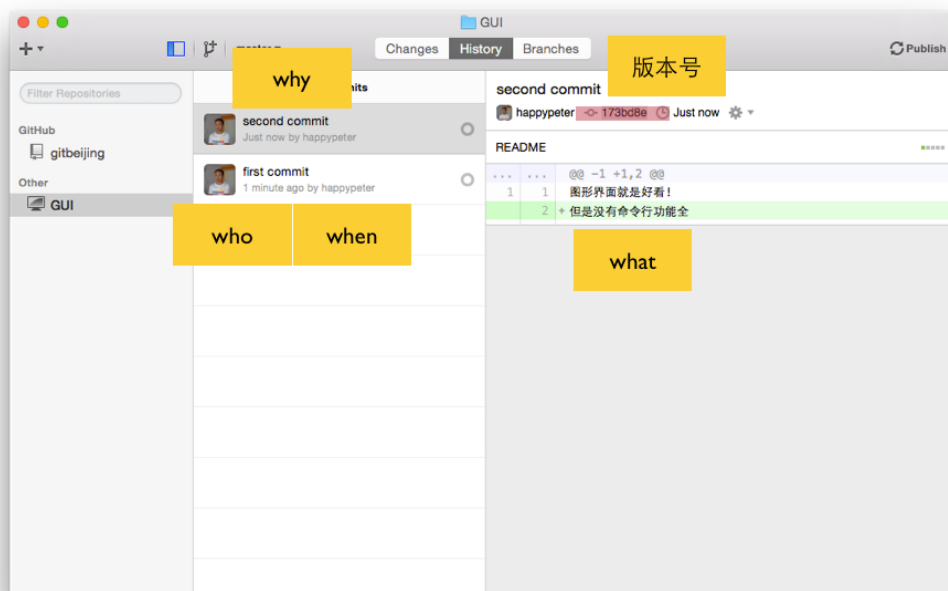 GUI
Changes History Branches
Publish
why
版本号
Filter Repositories
GitHub
gitbeijing
Other
GUI
second commit
Just now by happypeter
first commit
1 minute ago by happypeter
who
when
second commit
happypeter 173bd8e Just now
README
... ... @@ -1 +1,2 @@
1 1 图形界面就是好看!
2 + 但是没有命令行功能全
what